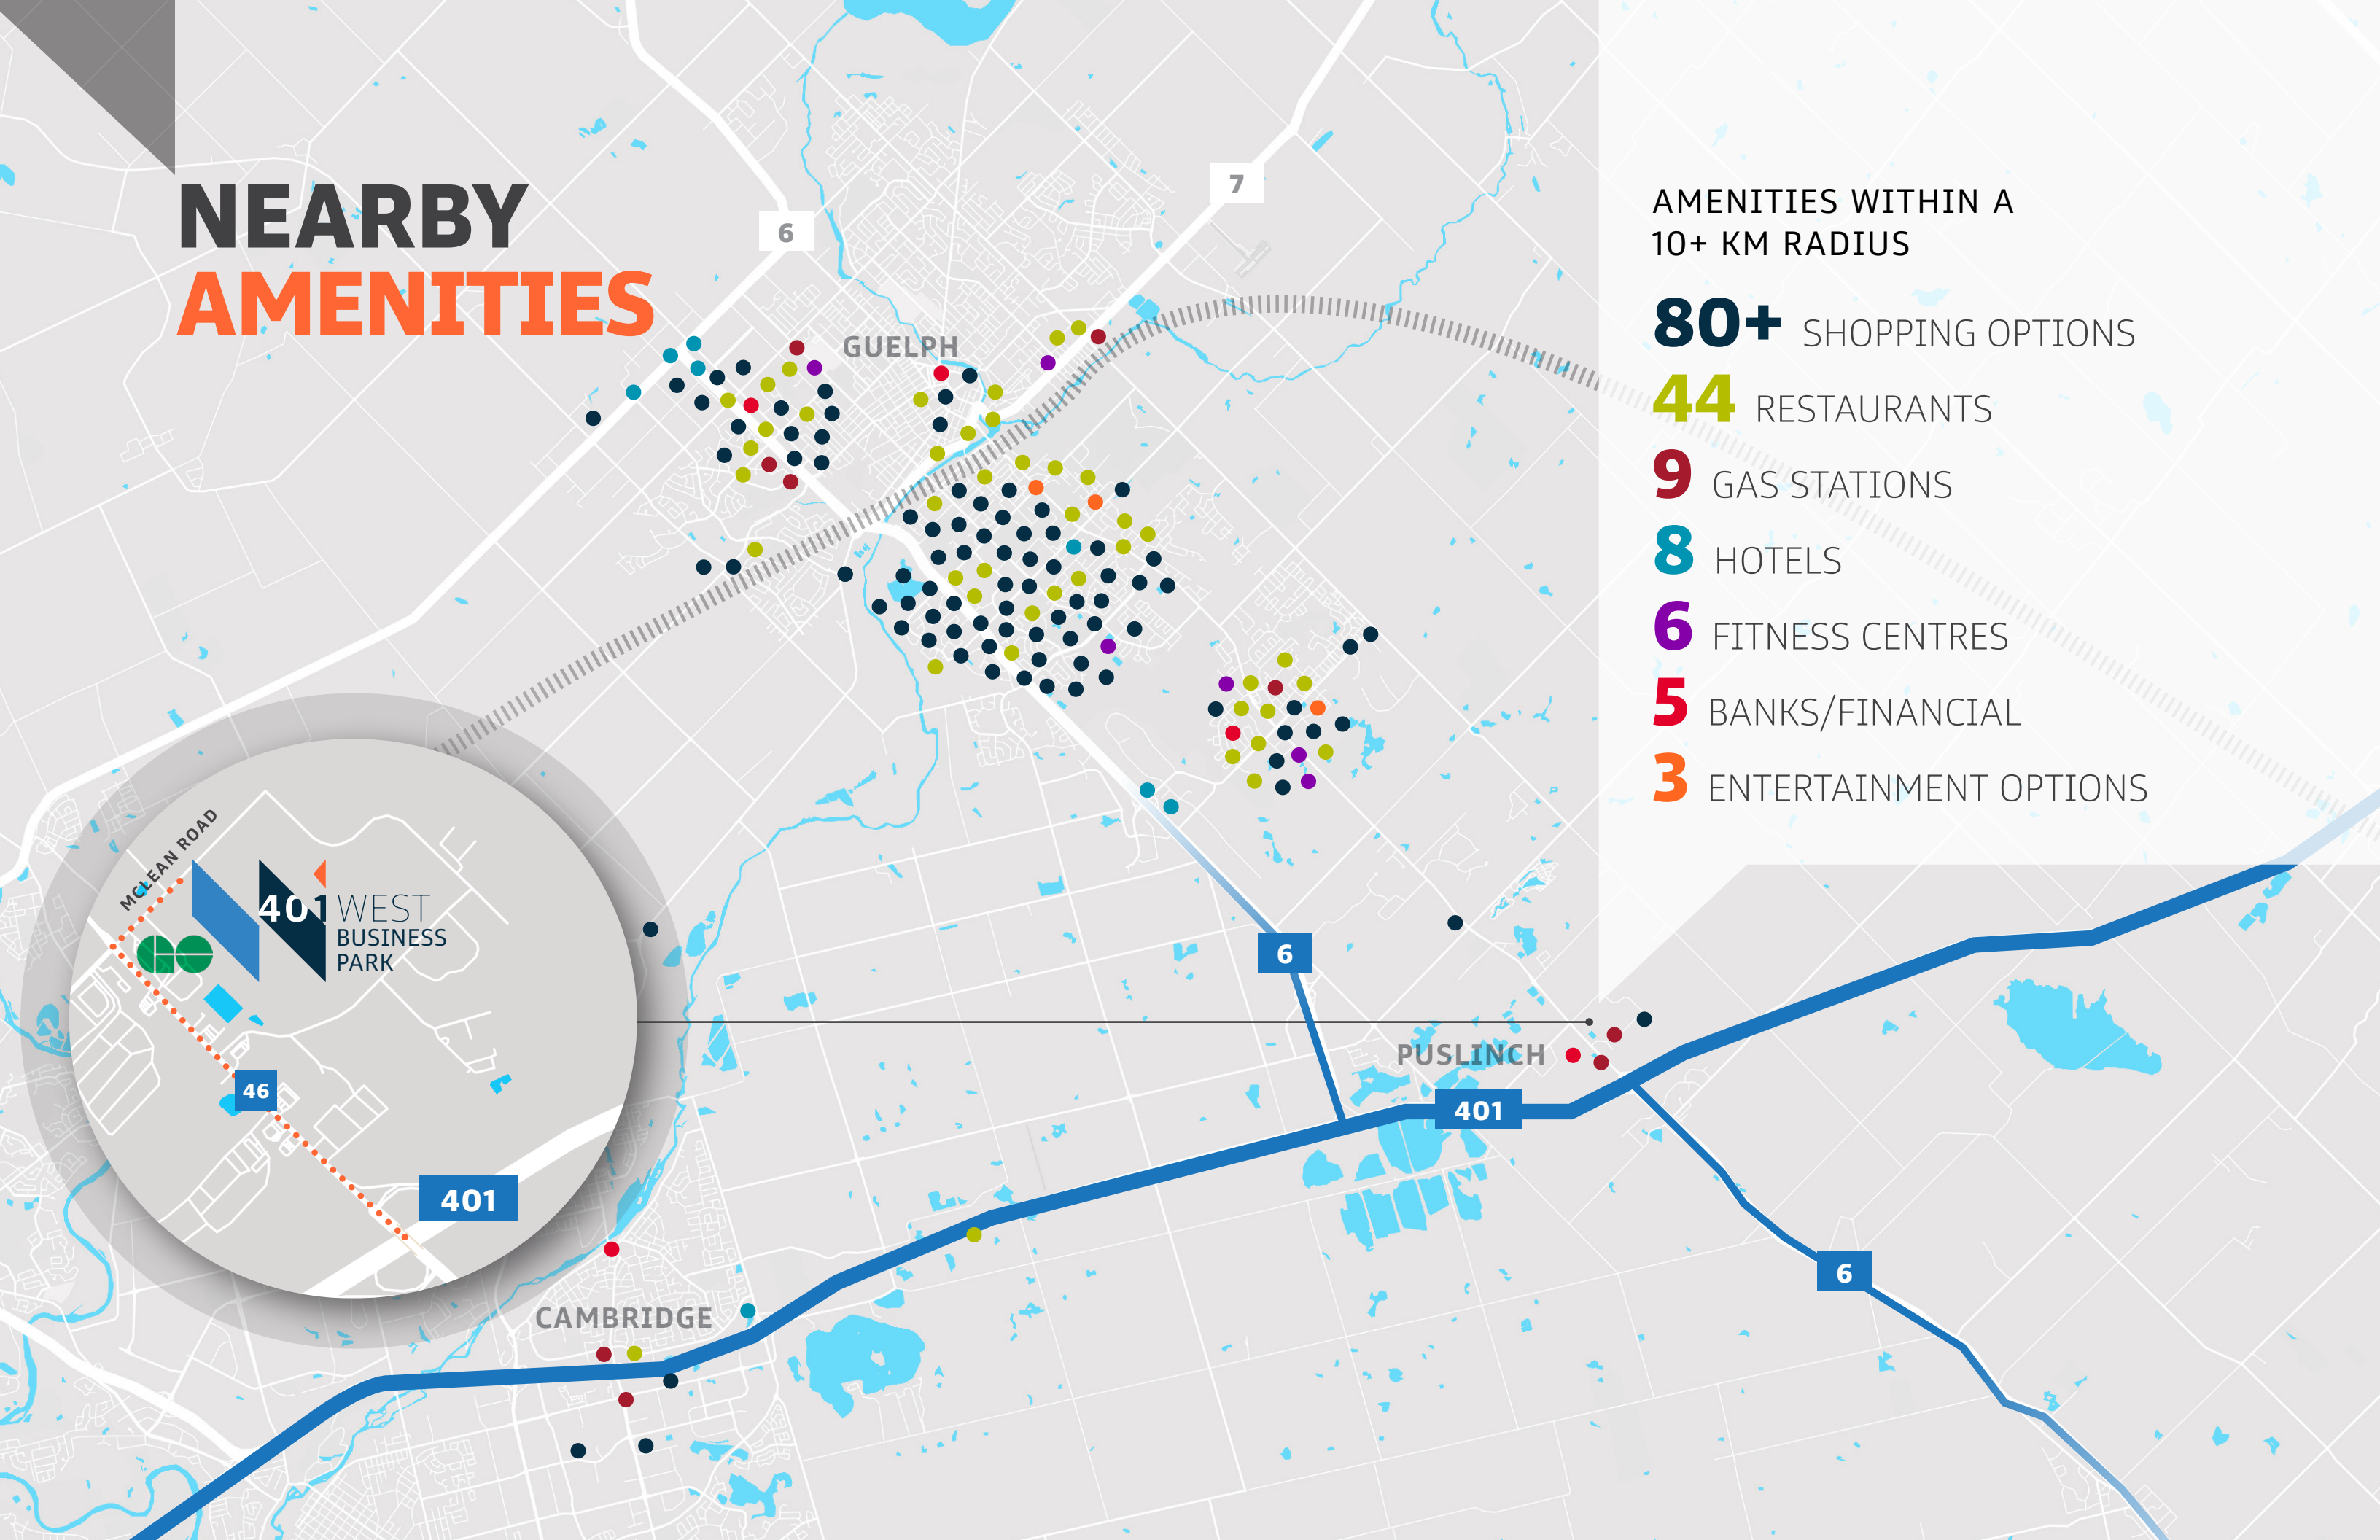 NEARBY
AMENITIES
6
7
GUELPH
AMENITIES WITHIN A
10+ KM RADIUS
80+ SHOPPING OPTIONS
44 RESTAURANTS
9 GAS STATIONS
8 HOTELS
6 FITNESS CENTRES
5 BANKS/FINANCIAL
3 ENTERTAINMENT OPTIONS
MCLEAN ROAD
401 WEST
BUSINESS
PARK
GO
46
401
6
PUSLINCH
401
6
CAMBRIDGE